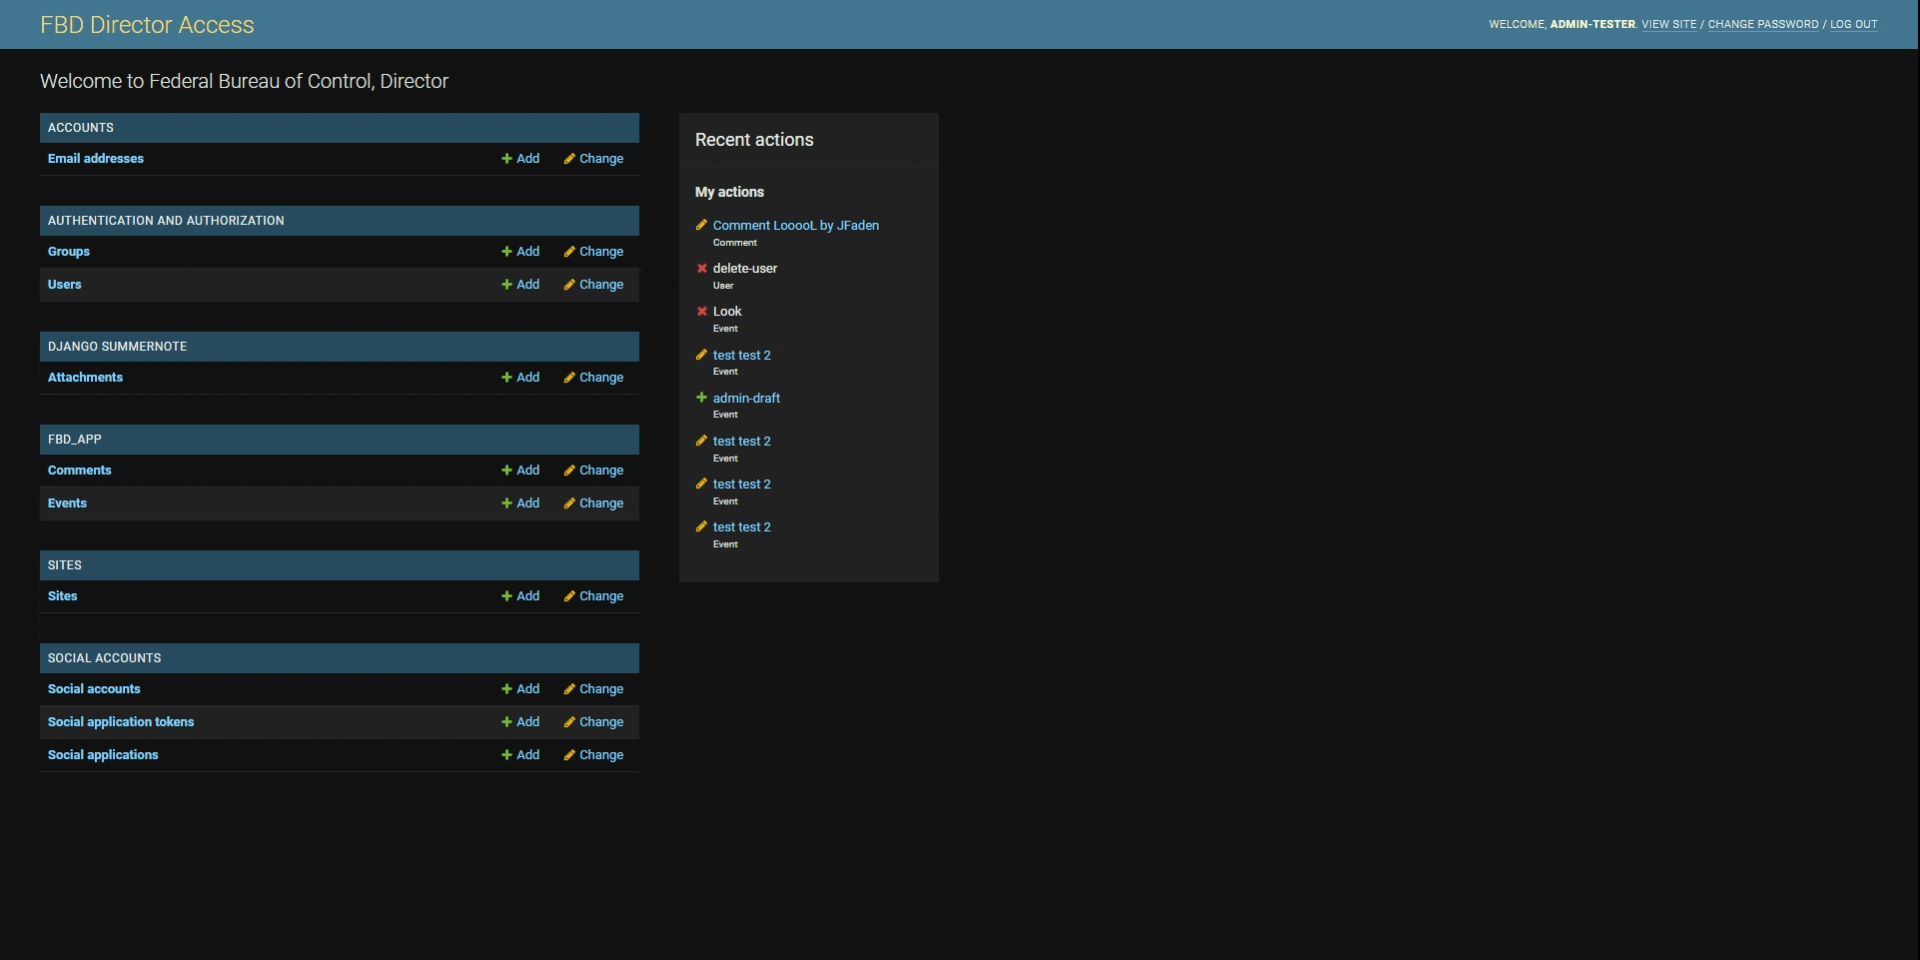 FBD Director Access
WELCOME, ADMIN-TESTER. VIEW SITE / CHANGE PASSWORD / LOG OUT
Welcome to Federal Bureau of Control, Director
ACCOUNTS
Email addresses Add Change
AUTHENTICATION AND AUTHORIZATION
Groups Add Change
Users Add Change
DJANGO SUMMERNOTE
Attachments Add Change
FBD_APP
Comments Add Change
Events Add Change
SITES
Sites Add Change
SOCIAL ACCOUNTS
Social accounts Add Change
Social application tokens Add Change
Social applications Add Change
Recent actions
My actions
Comment LooooL by JFaden
Comment
delete-user
User
Look
Event
test test 2
Event
admin-draft
Event
test test 2
Event
test test 2
Event
test test 2
Event